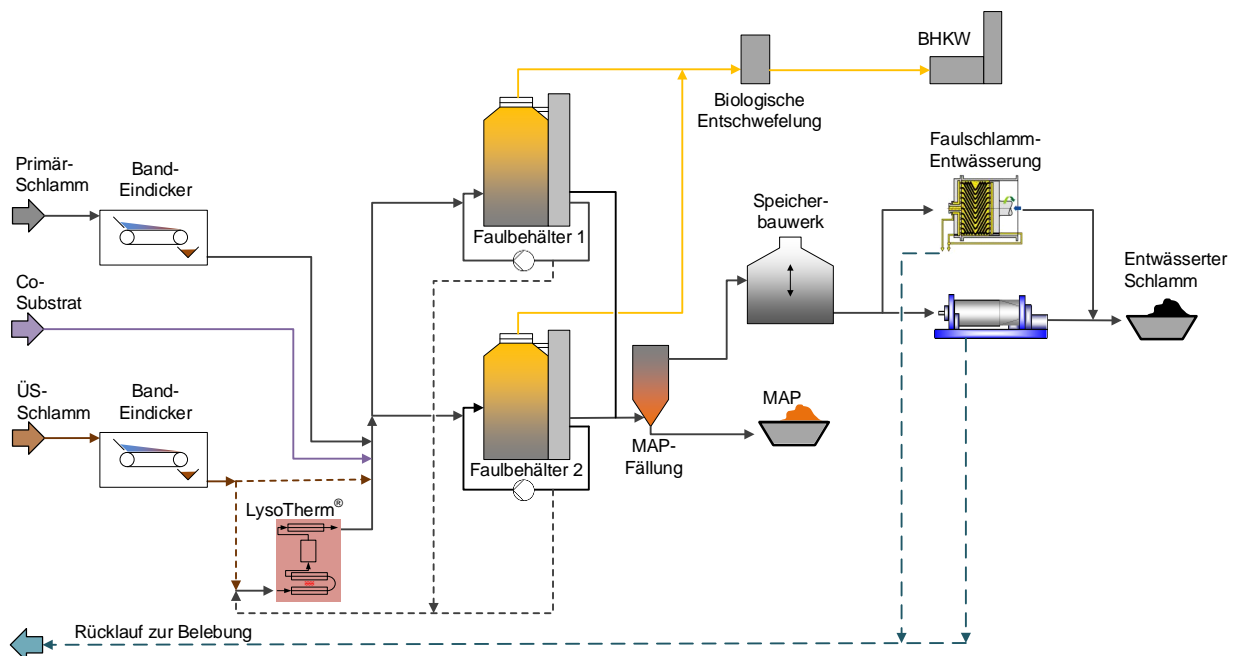 BHKW
Biologische
Entschwefelung
Faulschlamm-
Entwässerung
Primär-
Schlamm
Band-
Eindicker
Speicher-
bauwerk
Faulbehälter 1
Entwässerter
Schlamm
Co-
Substrat
ÜS-
Schlamm
Band-
Eindicker
MAP
MAP-
Fällung
Faulbehälter 2
LysoTherm®
Rücklauf zur Belebung